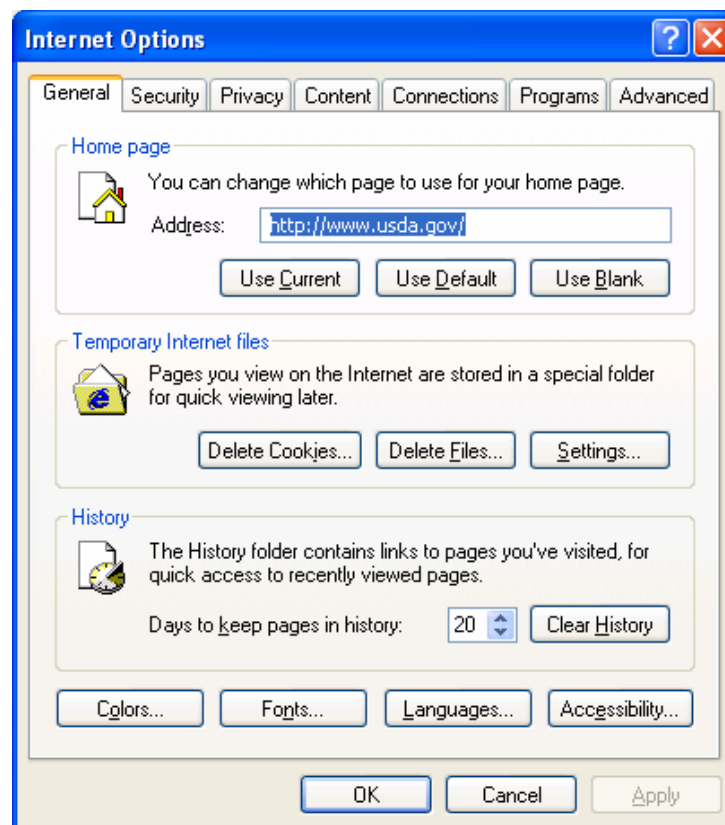 Internet Options
General Security Privacy Content Connections Programs Advanced
Home page
You can change which page to use for your home page.
Address: http://www.usda.gov/
Use Current Use Default Use Blank
Temporary Internet files
Pages you view on the Internet are stored in a special folder
for quick viewing later.
Delete Cookies... Delete Files... Settings...
History
The History folder contains links to pages you've visited, for
quick access to recently viewed pages.
Days to keep pages in history: 20 Clear History
Colors... Fonts... Languages... Accessibility...
OK Cancel Apply